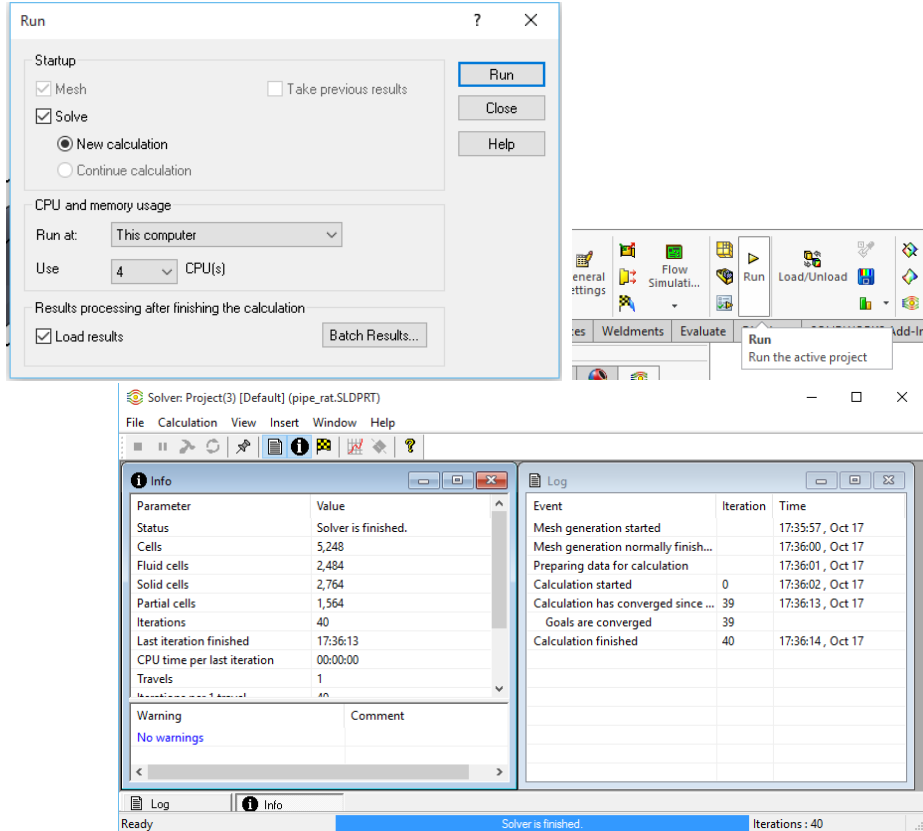 Run
?
Startup
Mesh
Take previous results
Solve
New calculation
Continue calculation
Run
Close
Help
CPU and memory usage
Run at:
This computer
Use
4
CPU(s)
Results processing after finishing the calculation
Load results
Batch Results...
Flow
Simulati...
Run
Load/Unload
Weldments
Evaluate
Run
Run the active project
Solver: Project(3) [Default] (pipe_rat.SLDPRT)
File Calculation View Insert Window Help
Info
Parameter Value
Status Solver is finished.
Cells 5,248
Fluid cells 2,484
Solid cells 2,764
Partial cells 1,564
Iterations 40
Last iteration finished 17:36:13
CPU time per last iteration 00:00:00
Travels 1
Iterations per 1 travel 40
Warning Comment
No warnings
Log
Event Iteration Time
Mesh generation started 17:35:57 , Oct 17
Mesh generation normally finish... 17:36:00 , Oct 17
Preparing data for calculation 17:36:01 , Oct 17
Calculation started 0 17:36:02 , Oct 17
Calculation has converged since ... 39 17:36:13 , Oct 17
Goals are converged 39
Calculation finished 40 17:36:14 , Oct 17
Log
Info
Ready
Solver is finished.
Iterations : 40